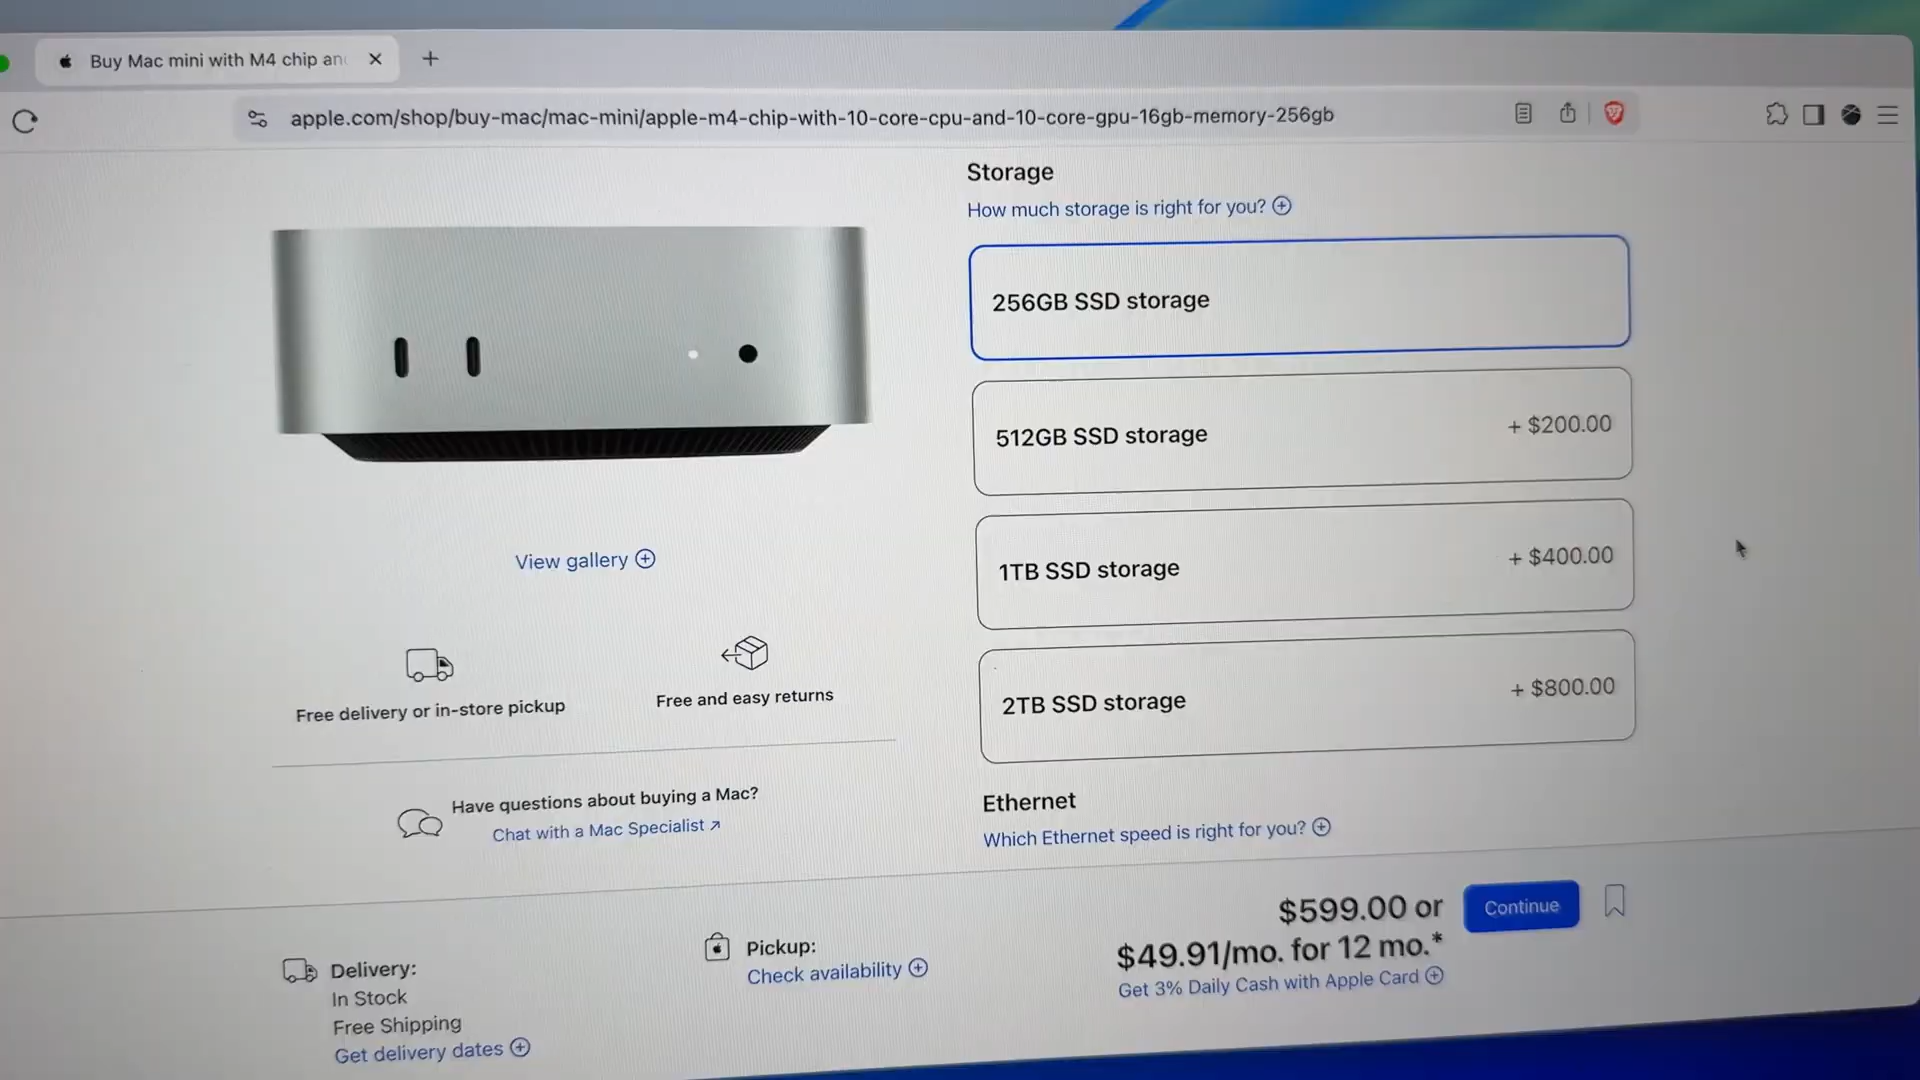 Buy Mac mini with M4 chip an
apple.com/shop/buy-mac/mac-mini/apple-m4-chip-with-10-core-cpu-and-10-core-gpu-16gb-memory-256gb
Storage
How much storage is right for you?
256GB SSD storage
512GB SSD storage + $200.00
1TB SSD storage + $400.00
2TB SSD storage + $800.00
Ethernet
Which Ethernet speed is right for you?
View gallery
Free delivery or in-store pickup
Free and easy returns
Have questions about buying a Mac?
Chat with a Mac Specialist ↗
Delivery:
In Stock
Free Shipping
Get delivery dates
Pickup:
Check availability
$599.00 or
$49.91/mo. for 12 mo.*
Get 3% Daily Cash with Apple Card
Continue